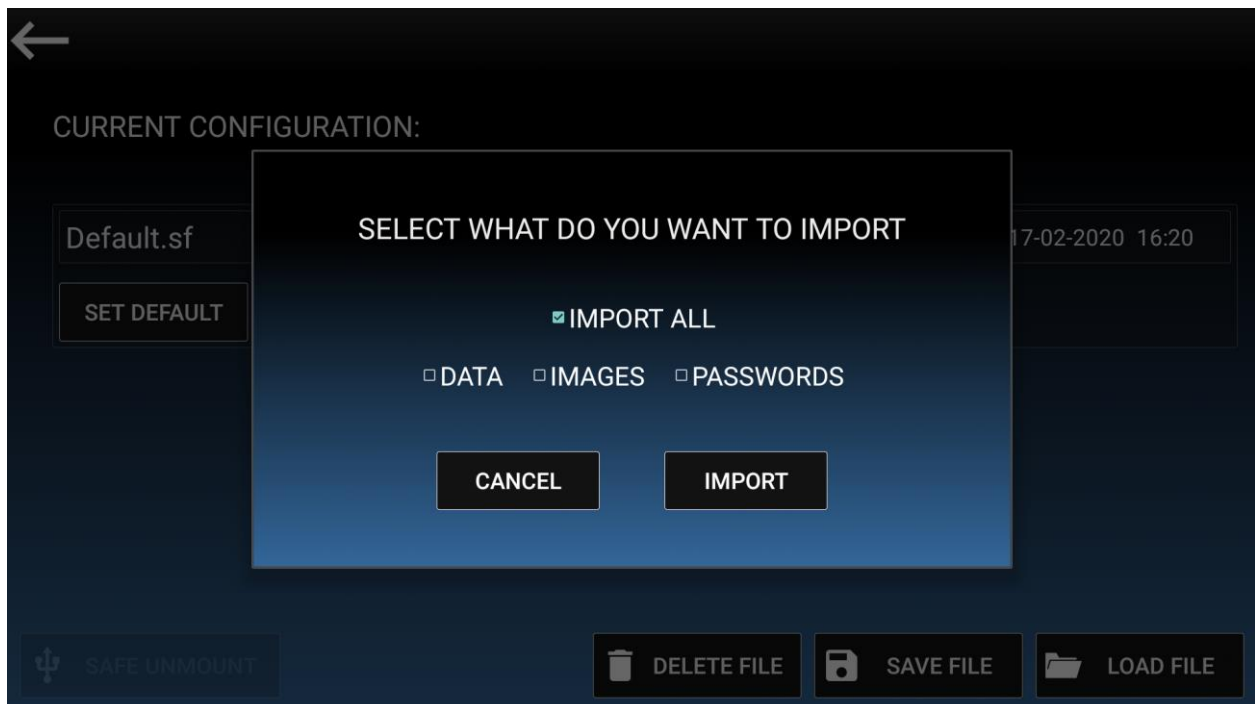 CURRENT CONFIGURATION:
SELECT WHAT DO YOU WANT TO IMPORT
Default.sf
17-02-2020 16:20
SET DEFAULT
IMPORT ALL
DATA IMAGES PASSWORDS
CANCEL IMPORT
SAFE UNMOUNT DELETE FILE SAVE FILE LOAD FILE